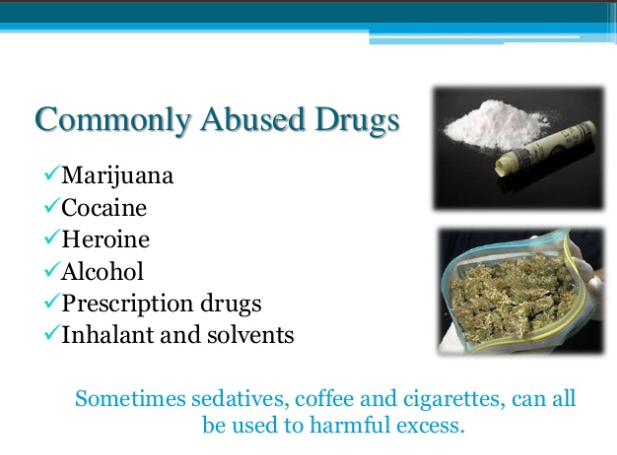 Commonly Abused Drugs
✓Marijuana
✓Cocaine
✓Heroine
✓Alcohol
✓Prescription drugs
✓Inhalant and solvents
Sometimes sedatives, coffee and cigarettes, can all
be used to harmful excess.